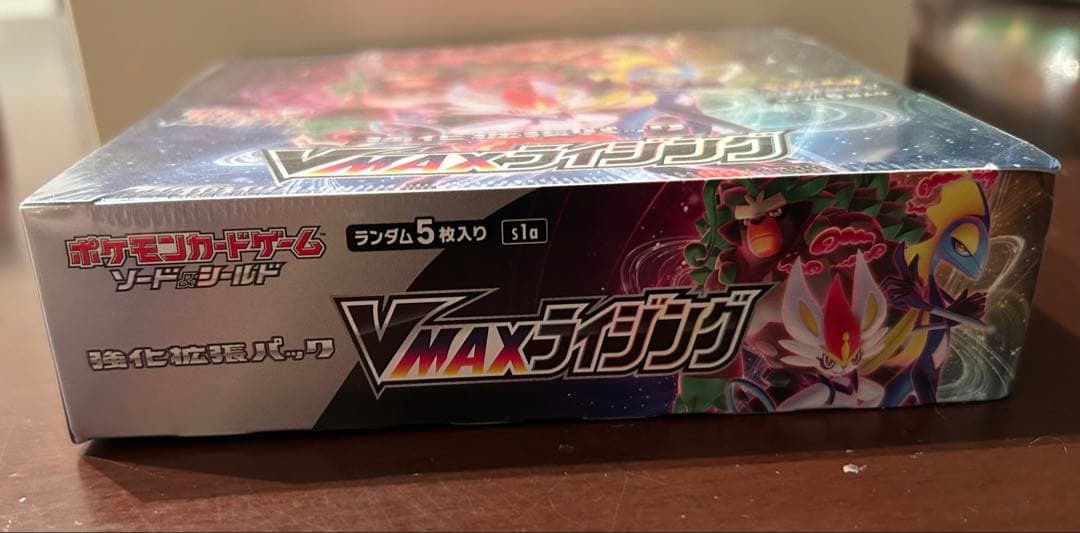 VMAXライジング
ポケモンカードゲーム
ソード&シールド
ランダム5枚入り
s1a
強化拡張パック
VMAXライジング